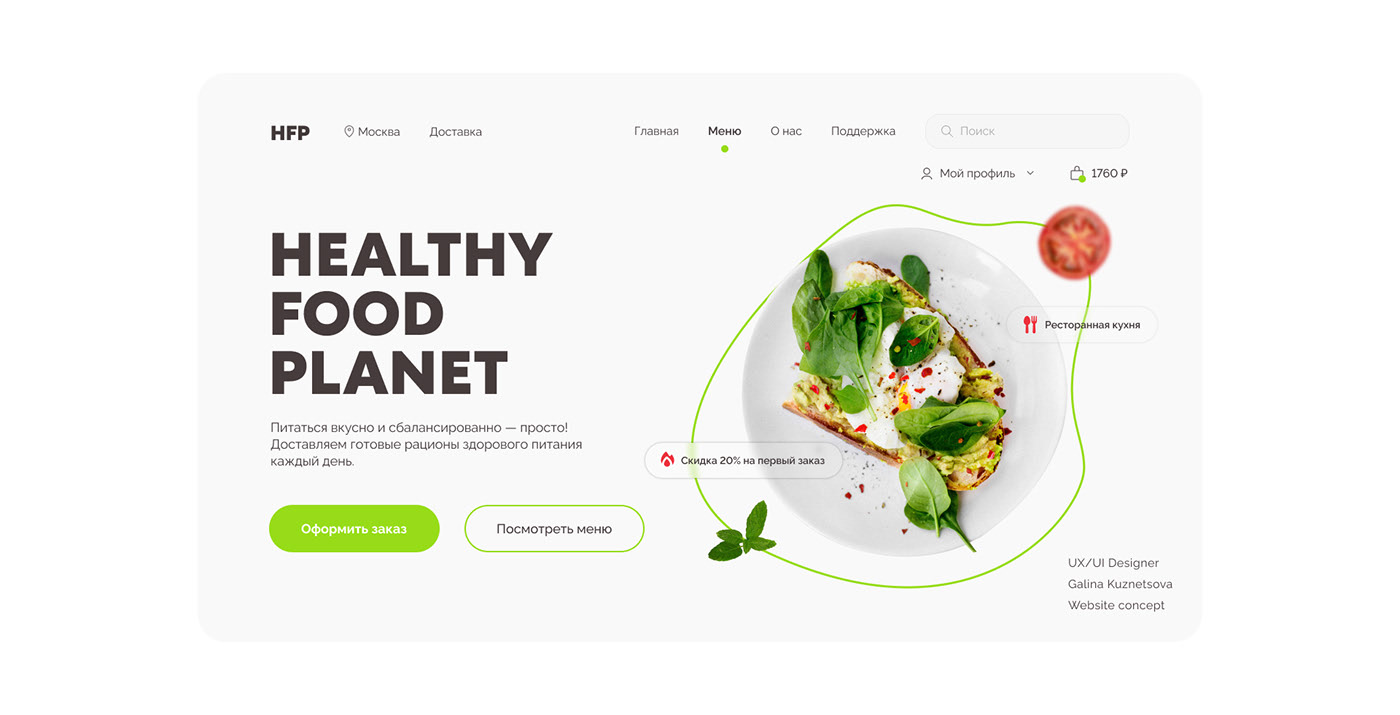 HFP
Москва
Доставка
Главная
Меню
О нас
Поддержка
Поиск
Мой профиль
1760 ₽
HEALTHY
FOOD
PLANET
Питаться вкусно и сбалансированно — просто!
Доставляем готовые рационы здорового питания
каждый день.
Оформить заказ
Посмотреть меню
Ресторанная кухня
Скидка 20% на первый заказ
UX/UI Designer
Galina Kuznetsova
Website concept